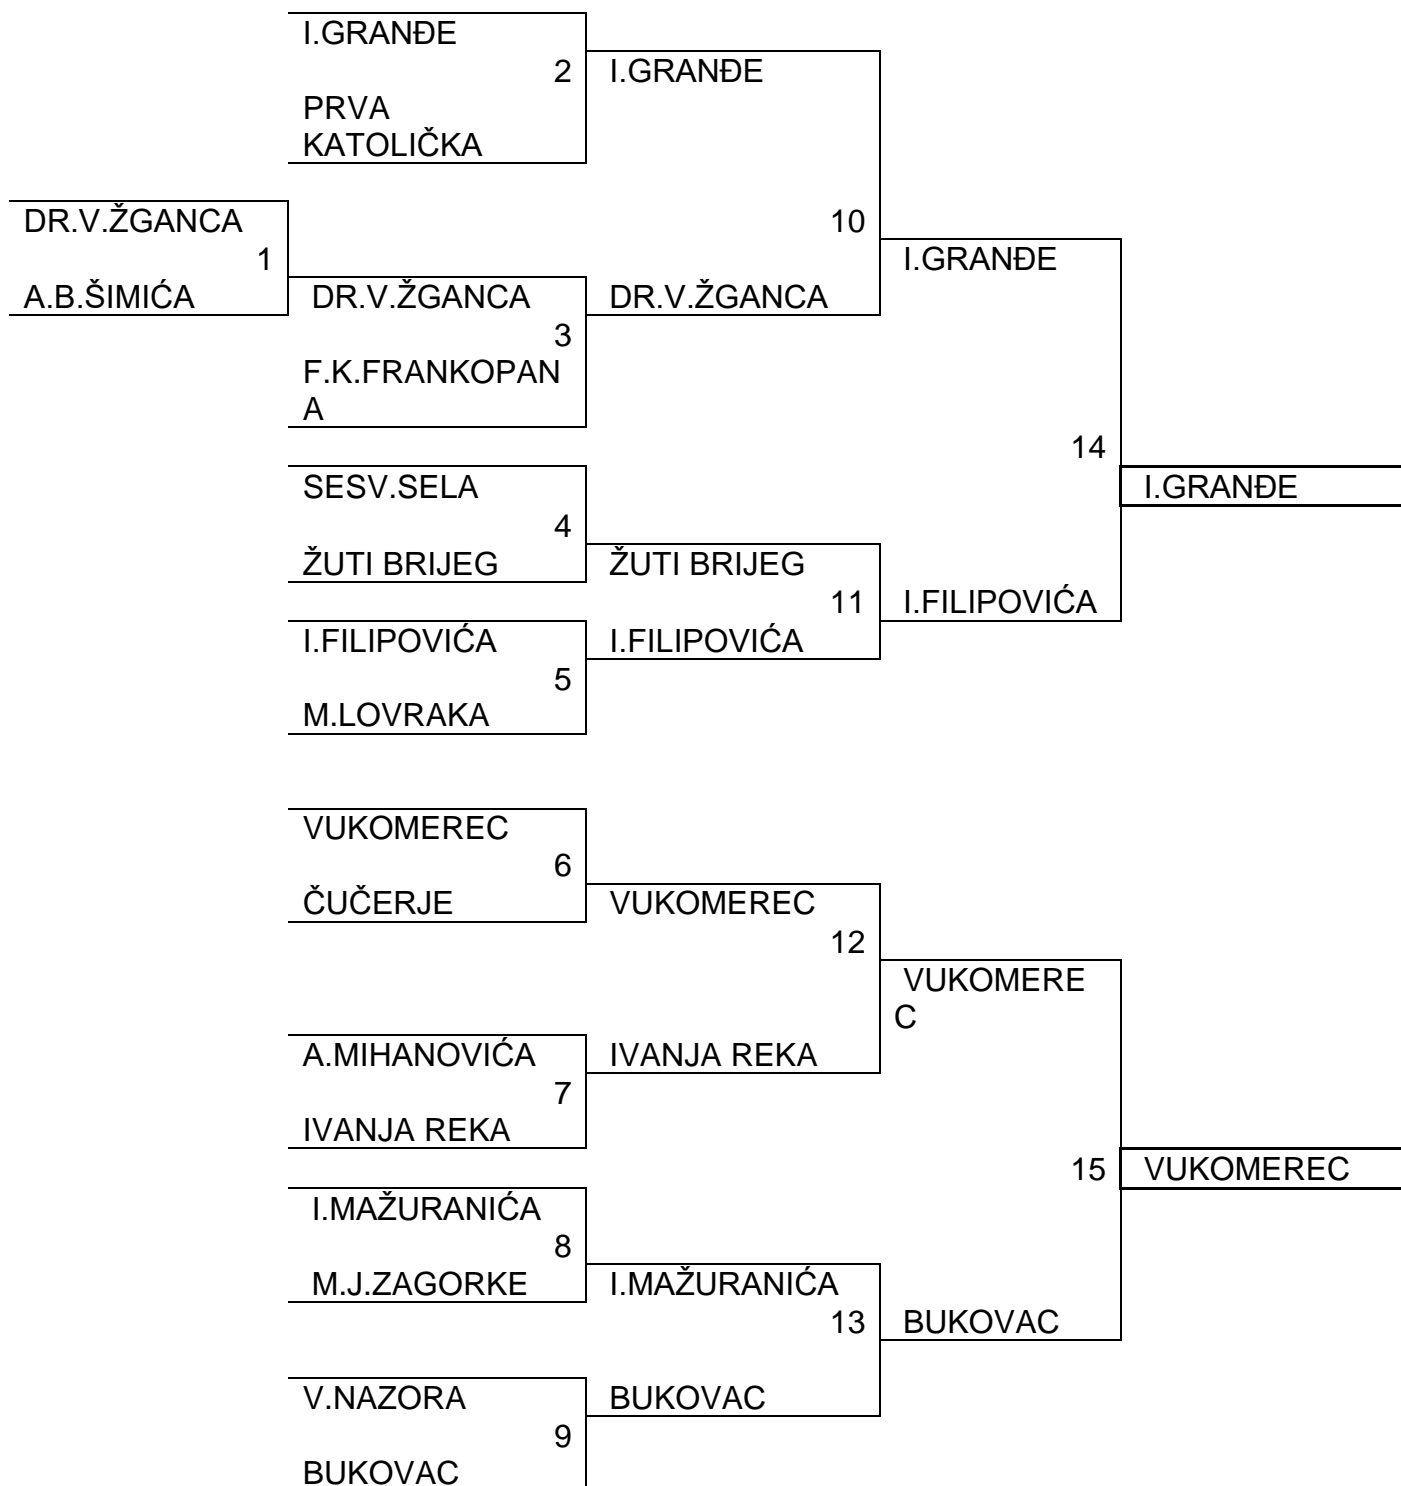 I.GRANĐE
2
I.GRANĐE
PRVA
KATOLIČKA
DR.V.ŽGANCA
10
1
I.GRANĐE
A.B.ŠIMIĆA
DR.V.ŽGANCA
DR.V.ŽGANCA
3
F.K.FRANKOPAN
A
14
SESV.SELA
I.GRANĐE
4
ŽUTI BRIJEG
ŽUTI BRIJEG
11
I.FILIPOVIĆA
I.FILIPOVIĆA
I.FILIPOVIĆA
5
M.LOVRAKA
VUKOMEREC
6
ČUČERJE
VUKOMEREC
12
VUKOMERE
C
A.MIHANOVIĆA
IVANJA REKA
7
IVANJA REKA
15
VUKOMEREC
I.MAŽURANIĆA
8
M.J.ZAGORKE
I.MAŽURANIĆA
13
BUKOVAC
V.NAZORA
BUKOVAC
9
BUKOVAC